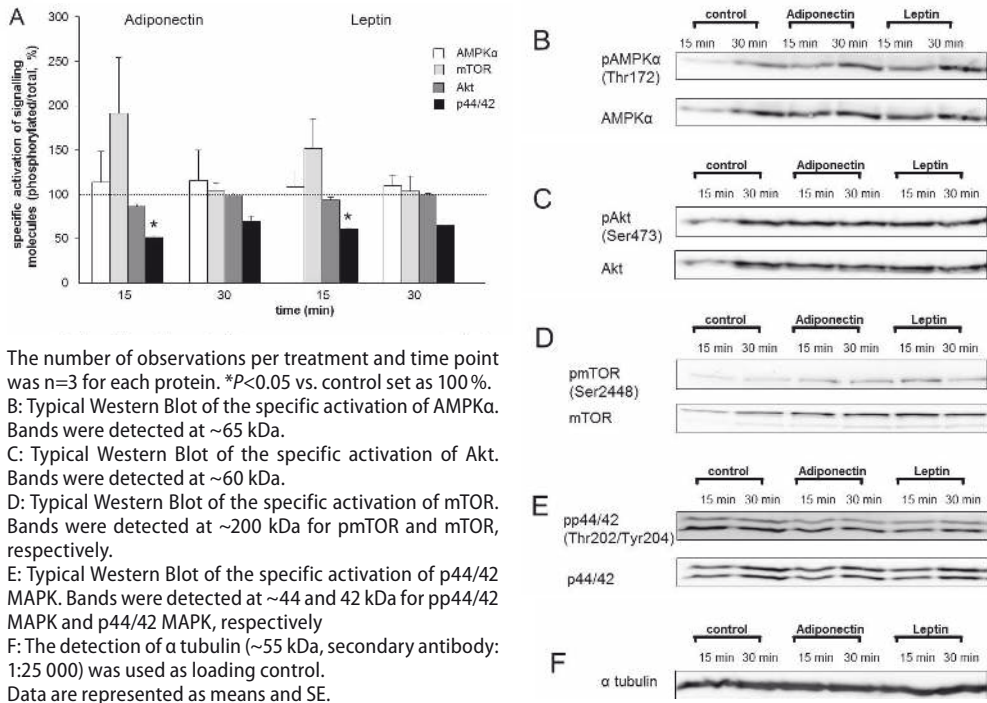 A
Adiponectin
Leptin
specific activation of signalling
molecules (phosphorylated/total, %)
300
250
200
150
100
50
0
AMPKα
mTOR
Akt
p44/42
*
*
15
30
15
30
time (min)
The number of observations per treatment and time point
was n=3 for each protein. *P<0.05 vs. control set as 100%.
B: Typical Western Blot of the specific activation of AMPKα.
Bands were detected at ~65 kDa.
C: Typical Western Blot of the specific activation of Akt.
Bands were detected at ~60 kDa.
D: Typical Western Blot of the specific activation of mTOR.
Bands were detected at ~200 kDa for pmTOR and mTOR,
respectively.
E: Typical Western Blot of the specific activation of p44/42
MAPK. Bands were detected at ~44 and 42 kDa for pp44/42
MAPK and p44/42 MAPK, respectively
F: The detection of α tubulin (~55 kDa, secondary antibody:
1:25 000) was used as loading control.
Data are represented as means and SE.
B
control Adiponectin Leptin
15 min 30 min 15 min 30 min 15 min 30 min
pAMPKα
(Thr172)
AMPKα
C
control Adiponectin Leptin
15 min 30 min 15 min 30 min 15 min 30 min
pAkt
(Ser473)
Akt
D
control Adiponectin Leptin
15 min 30 min 15 min 30 min 15 min 30 min
pmTOR
(Ser2448)
mTOR
E
control Adiponectin Leptin
15 min 30 min 15 min 30 min 15 min 30 min
pp44/42
(Thr202/Tyr204)
p44/42
F
control Adiponectin Leptin
15 min 30 min 15 min 30 min 15 min 30 min
α tubulin